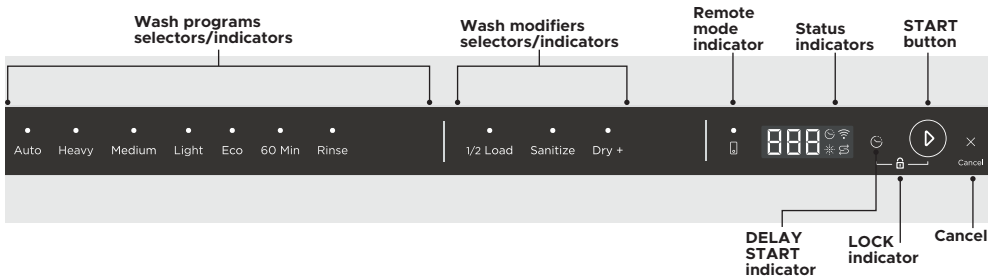 Wash programs
selectors/indicators
Wash modifiers
selectors/indicators
Remote
mode
indicator
Status
indicators
START
button
Auto
Heavy
Medium
Light
Eco
60 Min
Rinse
1/2 Load
Sanitize
Dry +
888
Cancel
DELAY
START
indicator
LOCK
indicator
Cancel